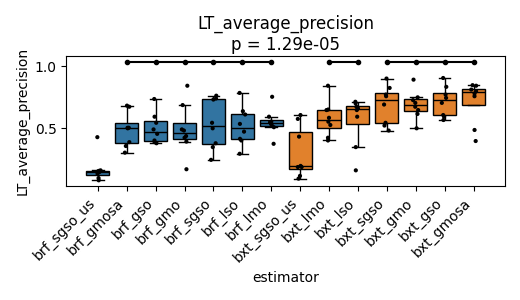 LT_average_precision
p = 1.29e-05
LT_average_precision
1.0
0.5
brf_sgso_us
brf_gmosa
brf_gso
brf_gmo
brf_sgso
brf_lso
brf_lmo
bxt_sgso_us
bxt_lmo
bxt_lso
bxt_sgso
bxt_gmo
bxt_gso
bxt_gmosa
estimator